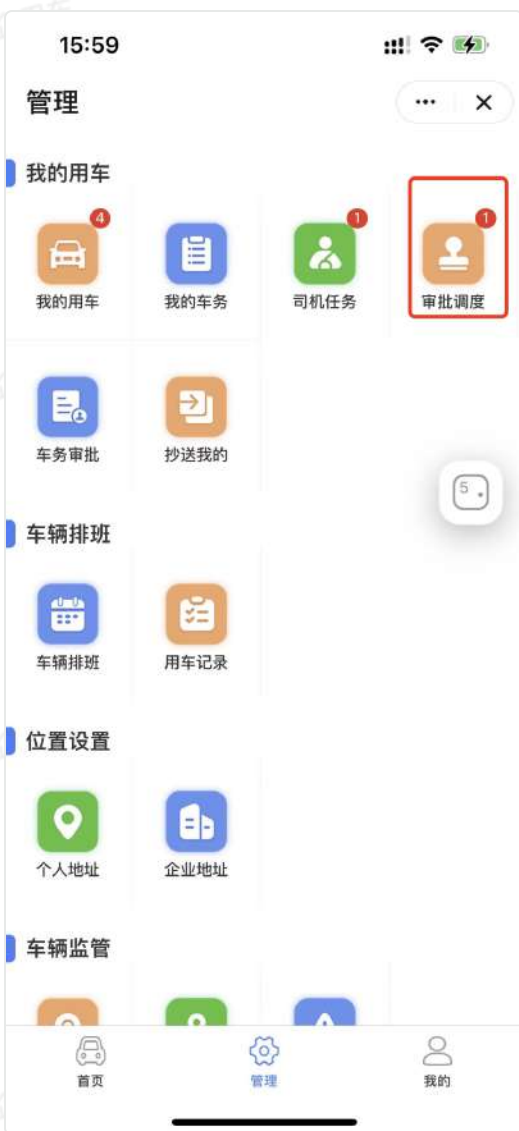 15:59
管理
我的用车
4
1
1
我的用车 我的车务 司机任务 审批调度
车务审批 抄送我的
5
车辆排班
车辆排班 用车记录
位置设置
个人地址 企业地址
车辆监管
首页 管理 我的